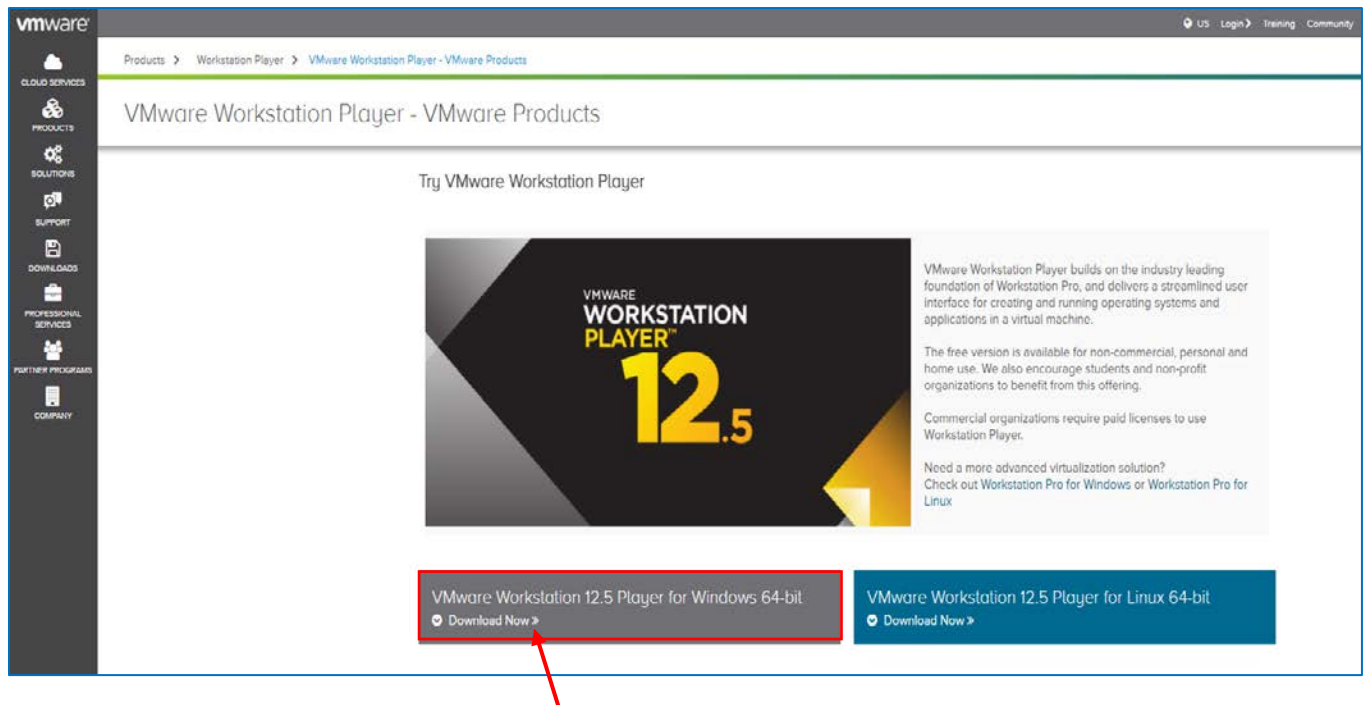 vmware
US Login Training Community
CLOUD SERVICES
PRODUCTS
SOLUTIONS
SUPPORT
DOWNLOADS
PROFESSIONAL
SERVICES
PARTNER PROGRAMS
COMPANY
Products > Workstation Player > VMware Workstation Player - VMware Products
VMware Workstation Player - VMware Products
Try VMware Workstation Player
VMWARE
WORKSTATION
PLAYER™
12.5
VMware Workstation Player builds on the industry leading
foundation of Workstation Pro, and delivers a streamlined user
interface for creating and running operating systems and
applications in a virtual machine.
The free version is available for non-commercial, personal and
home use. We also encourage students and non-profit
organizations to benefit from this offering.
Commercial organizations require paid licenses to use
Workstation Player.
Need a more advanced virtualization solution?
Check out Workstation Pro for Windows or Workstation Pro for
Linux
VMware Workstation 12.5 Player for Windows 64-bit
Download Now »
VMware Workstation 12.5 Player for Linux 64-bit
Download Now »